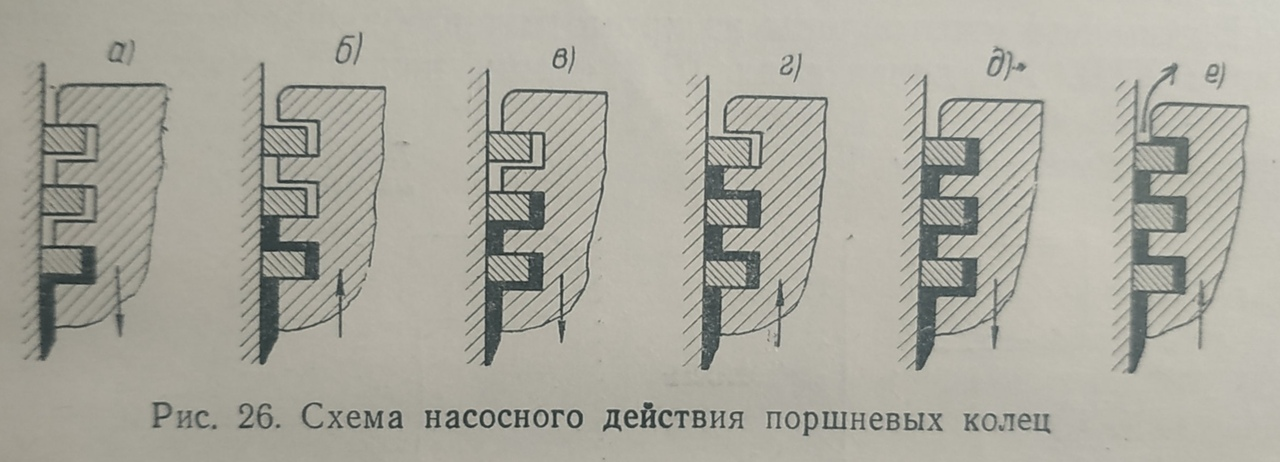 а) б) в) г) д) е)
Рис. 26. Схема насосного действия поршневых колец